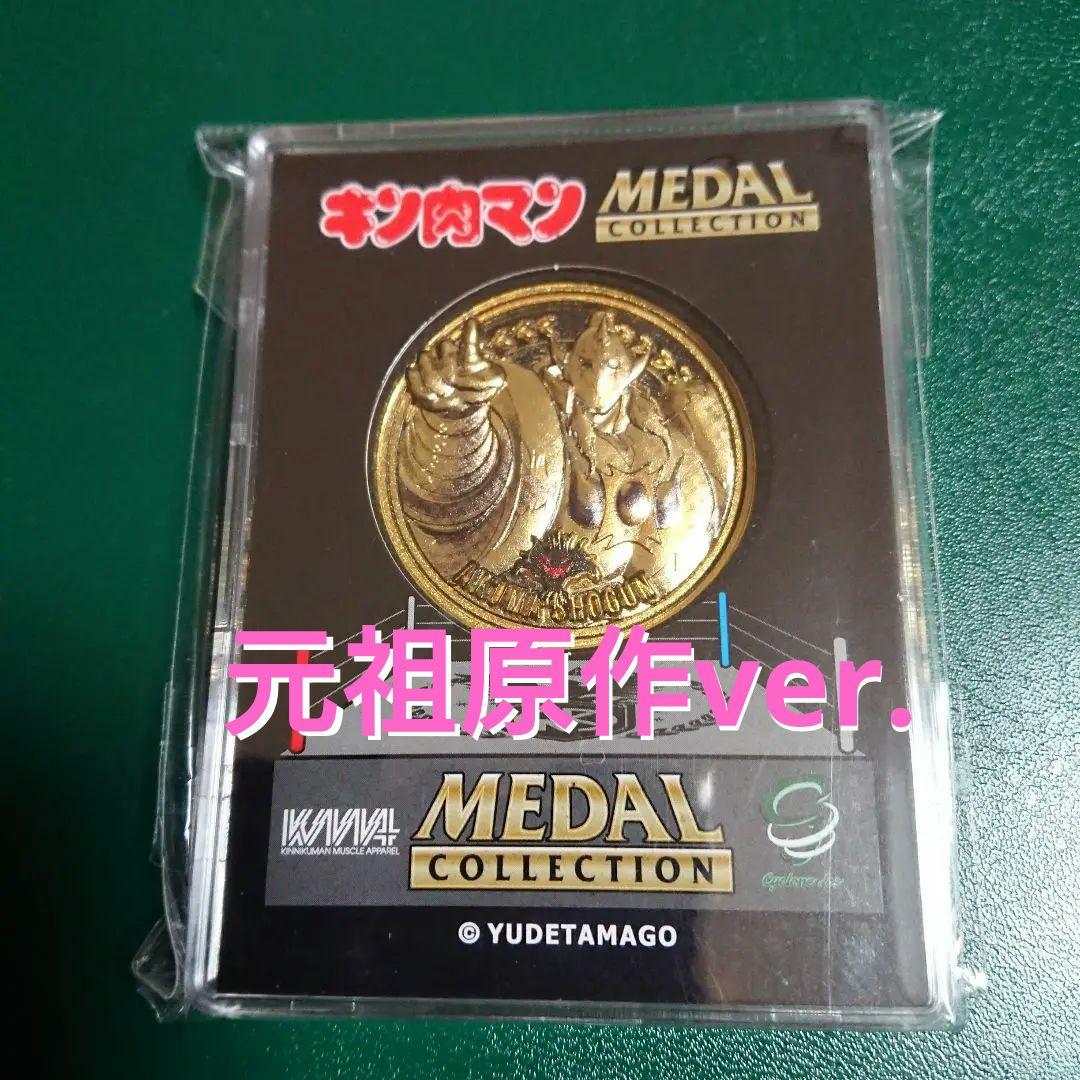 キン肉マン MEDAL
COLLECTION
AKUMA SHOGUN
元祖原作ver.
MEDAL
COLLECTION
KINNIKUMAN MUSCLE APPAREL
© YUDETAMAGO